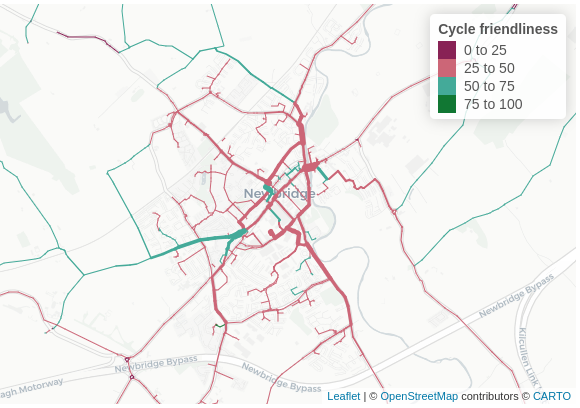 Cycle friendliness
0 to 25
25 to 50
50 to 75
75 to 100
Newbridge
Newbridge Bypass
Kilcullen Link
Newbridge Bypass
Newbridge Bypass
agh Motorway
Leaflet | © OpenStreetMap contributors © CARTO